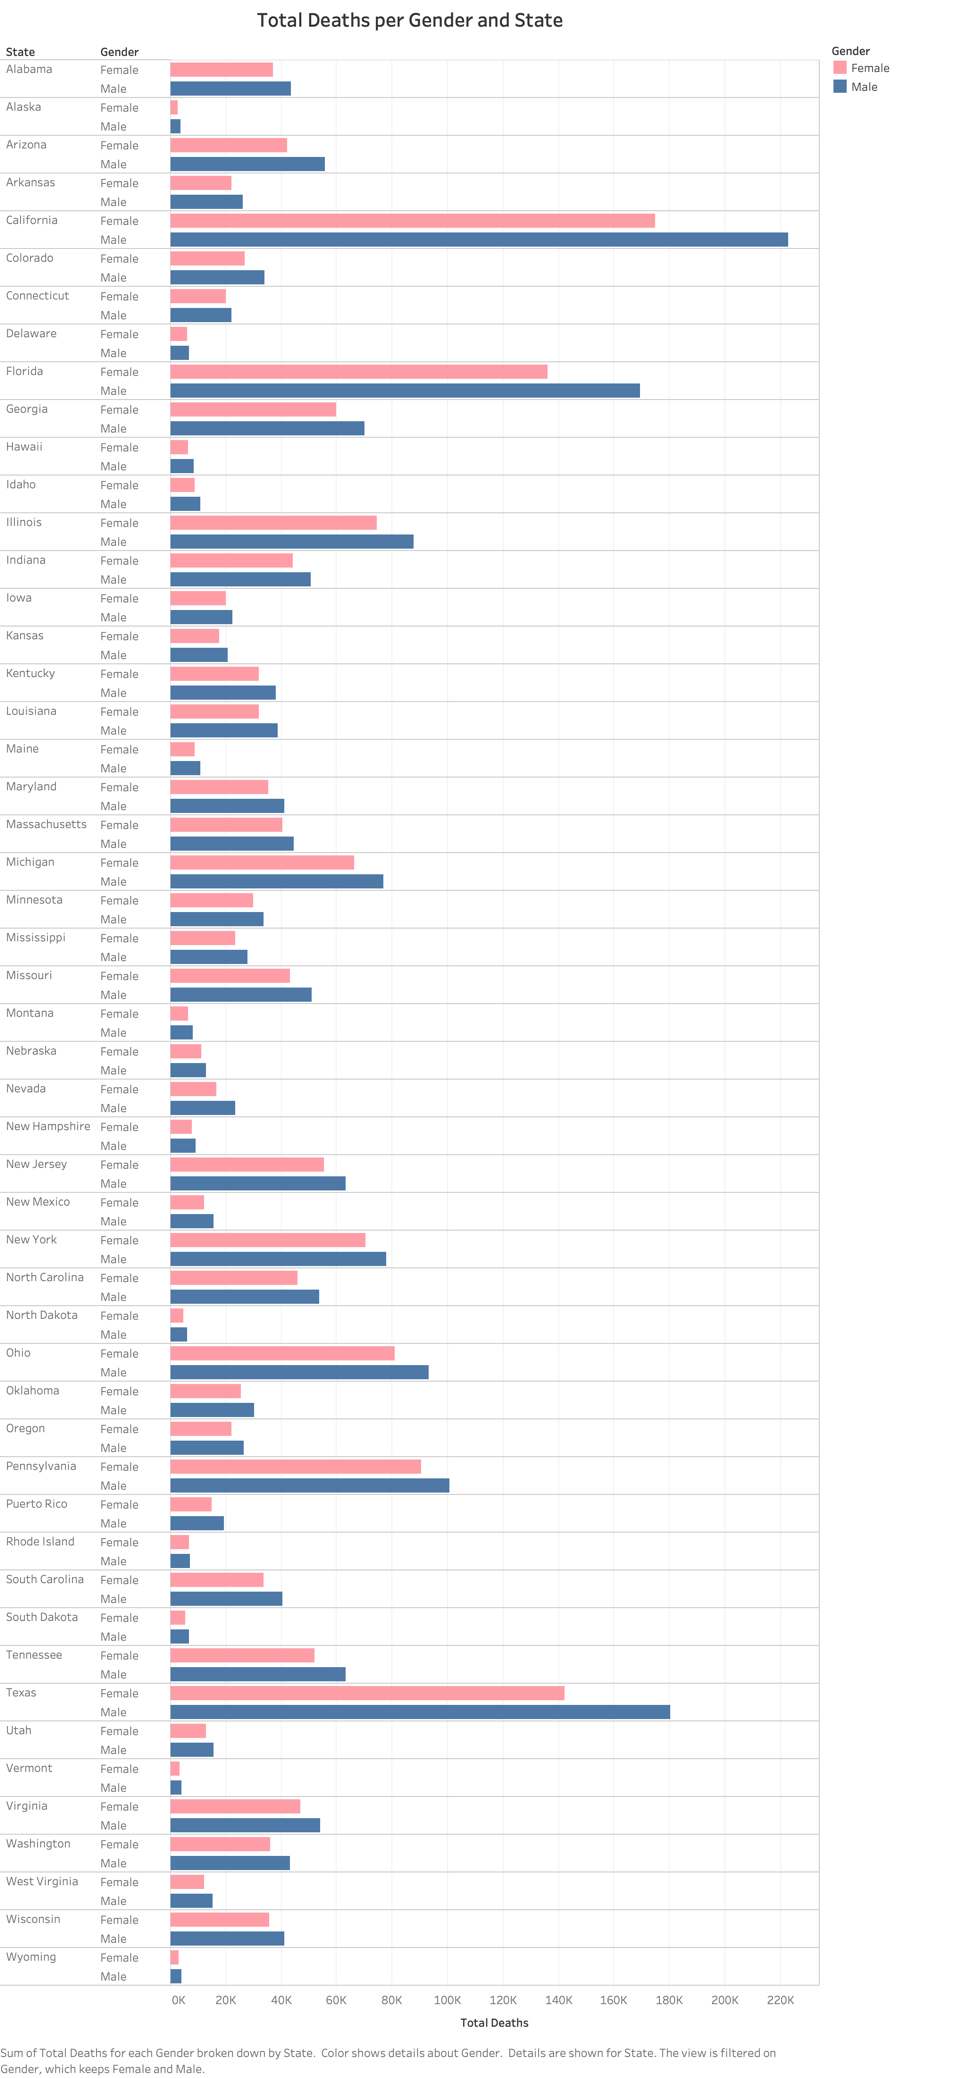 Total Deaths per Gender and State
State Gender
Gender
Female
Male
Alabama Female
Male
Alaska Female
Male
Arizona Female
Male
Arkansas Female
Male
California Female
Male
Colorado Female
Male
Connecticut Female
Male
Delaware Female
Male
Florida Female
Male
Georgia Female
Male
Hawaii Female
Male
Idaho Female
Male
Illinois Female
Male
Indiana Female
Male
Iowa Female
Male
Kansas Female
Male
Kentucky Female
Male
Louisiana Female
Male
Maine Female
Male
Maryland Female
Male
Massachusetts Female
Male
Michigan Female
Male
Minnesota Female
Male
Mississippi Female
Male
Missouri Female
Male
Montana Female
Male
Nebraska Female
Male
Nevada Female
Male
New Hampshire Female
Male
New Jersey Female
Male
New Mexico Female
Male
New York Female
Male
North Carolina Female
Male
North Dakota Female
Male
Ohio Female
Male
Oklahoma Female
Male
Oregon Female
Male
Pennsylvania Female
Male
Puerto Rico Female
Male
Rhode Island Female
Male
South Carolina Female
Male
South Dakota Female
Male
Tennessee Female
Male
Texas Female
Male
Utah Female
Male
Vermont Female
Male
Virginia Female
Male
Washington Female
Male
West Virginia Female
Male
Wisconsin Female
Male
Wyoming Female
Male
0K 20K 40K 60K 80K 100K 120K 140K 160K 180K 200K 220K
Total Deaths
Sum of Total Deaths for each Gender broken down by State. Color shows details about Gender. Details are shown for State. The view is filtered on
Gender, which keeps Female and Male.